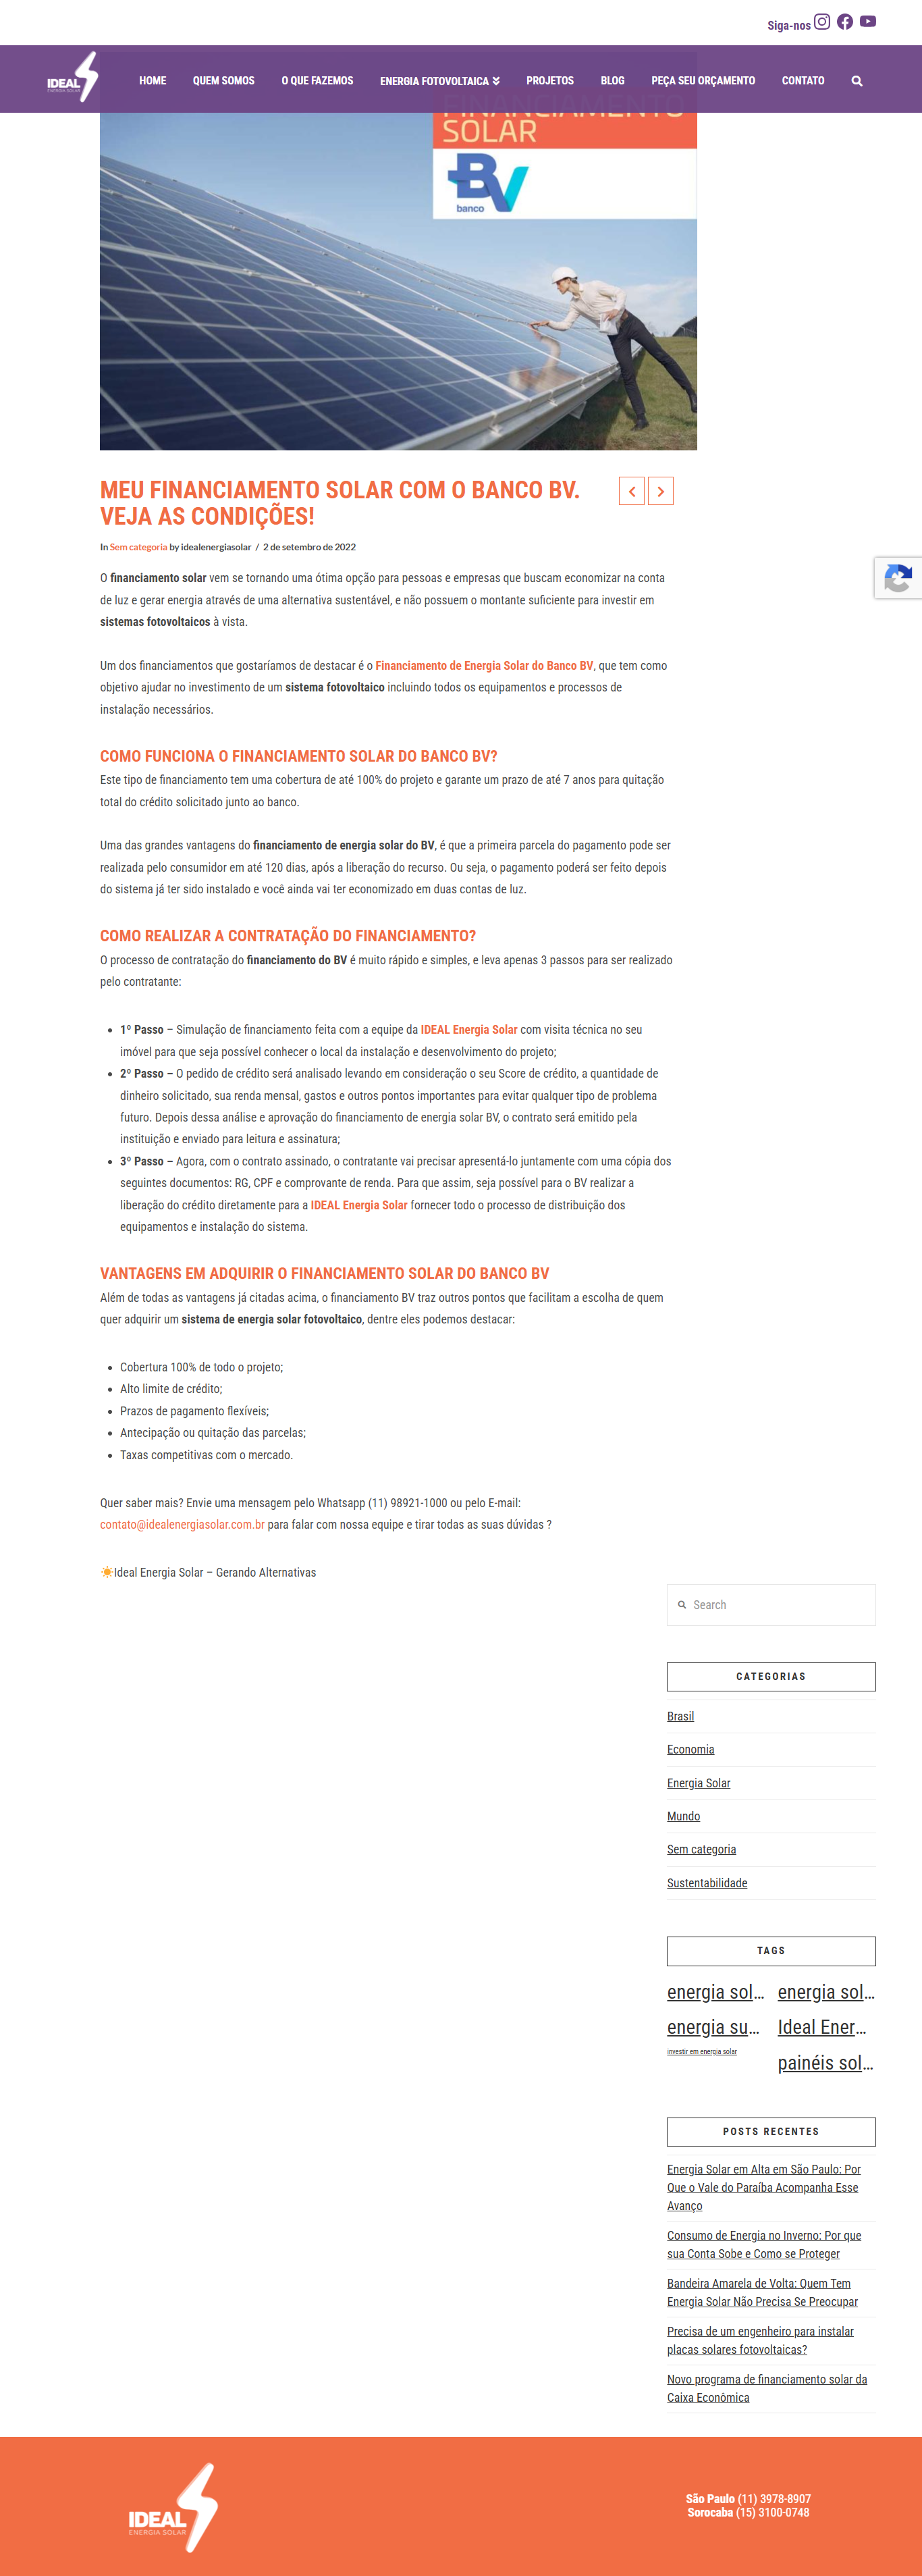 Siga-nos
IDEAL
ENERGIA SOLAR
HOME
QUEM SOMOS
O QUE FAZEMOS
ENERGIA FOTOVOLTAICA
PROJETOS
BLOG
PEÇA SEU ORÇAMENTO
CONTATO
FINANCIAMENTO
SOLAR
BV
banco
MEU FINANCIAMENTO SOLAR COM O BANCO BV.
VEJA AS CONDIÇÕES!
In Sem categoria by idealenergiasolar / 2 de setembro de 2022
O financiamento solar vem se tornando uma ótima opção para pessoas e empresas que buscam economizar na conta
de luz e gerar energia através de uma alternativa sustentável, e não possuem o montante suficiente para investir em
sistemas fotovoltaicos à vista.
Um dos financiamentos que gostaríamos de destacar é o Financiamento de Energia Solar do Banco BV, que tem como
objetivo ajudar no investimento de um sistema fotovoltaico incluindo todos os equipamentos e processos de
instalação necessários.
COMO FUNCIONA O FINANCIAMENTO SOLAR DO BANCO BV?
Este tipo de financiamento tem uma cobertura de até 100% do projeto e garante um prazo de até 7 anos para quitação
total do crédito solicitado junto ao banco.
Uma das grandes vantagens do financiamento de energia solar do BV, é que a primeira parcela do pagamento pode ser
realizada pelo consumidor em até 120 dias, após a liberação do recurso. Ou seja, o pagamento poderá ser feito depois
do sistema já ter sido instalado e você ainda vai ter economizado em duas contas de luz.
COMO REALIZAR A CONTRATAÇÃO DO FINANCIAMENTO?
O processo de contratação do financiamento do BV é muito rápido e simples, e leva apenas 3 passos para ser realizado
pelo contratante:
1º Passo – Simulação de financiamento feita com a equipe da IDEAL Energia Solar com visita técnica no seu
imóvel para que seja possível conhecer o local da instalação e desenvolvimento do projeto;
2º Passo – O pedido de crédito será analisado levando em consideração o seu Score de crédito, a quantidade de
dinheiro solicitado, sua renda mensal, gastos e outros pontos importantes para evitar qualquer tipo de problema
futuro. Depois dessa análise e aprovação do financiamento de energia solar BV, o contrato será emitido pela
instituição e enviado para leitura e assinatura;
3º Passo – Agora, com o contrato assinado, o contratante vai precisar apresentá-lo juntamente com uma cópia dos
seguintes documentos: RG, CPF e comprovante de renda. Para que assim, seja possível para o BV realizar a
liberação do crédito diretamente para a IDEAL Energia Solar fornecer todo o processo de distribuição dos
equipamentos e instalação do sistema.
VANTAGENS EM ADQUIRIR O FINANCIAMENTO SOLAR DO BANCO BV
Além de todas as vantagens já citadas acima, o financiamento BV traz outros pontos que facilitam a escolha de quem
quer adquirir um sistema de energia solar fotovoltaico, dentre eles podemos destacar:
Cobertura 100% de todo o projeto;
Alto limite de crédito;
Prazos de pagamento flexíveis;
Antecipação ou quitação das parcelas;
Taxas competitivas com o mercado.
Quer saber mais? Envie uma mensagem pelo Whatsapp (11) 98921-1000 ou pelo E-mail:
contato@idealenergiasolar.com.br para falar com nossa equipe e tirar todas as suas dúvidas ?
Ideal Energia Solar – Gerando Alternativas
Search
CATEGORIAS
Brasil
Economia
Energia Solar
Mundo
Sem categoria
Sustentabilidade
TAGS
energia sol...
energia sol...
energia su...
Ideal Ener...
investir em energia solar
painéis sol...
POSTS RECENTES
Energia Solar em Alta em São Paulo: Por
Que o Vale do Paraíba Acompanha Esse
Avanço
Consumo de Energia no Inverno: Por que
sua Conta Sobe e Como se Proteger
Bandeira Amarela de Volta: Quem Tem
Energia Solar Não Precisa Se Preocupar
Precisa de um engenheiro para instalar
placas solares fotovoltaicas?
Novo programa de financiamento solar da
Caixa Econômica
IDEAL
ENERGIA SOLAR
São Paulo (11) 3978-8907
Sorocaba (15) 3100-0748